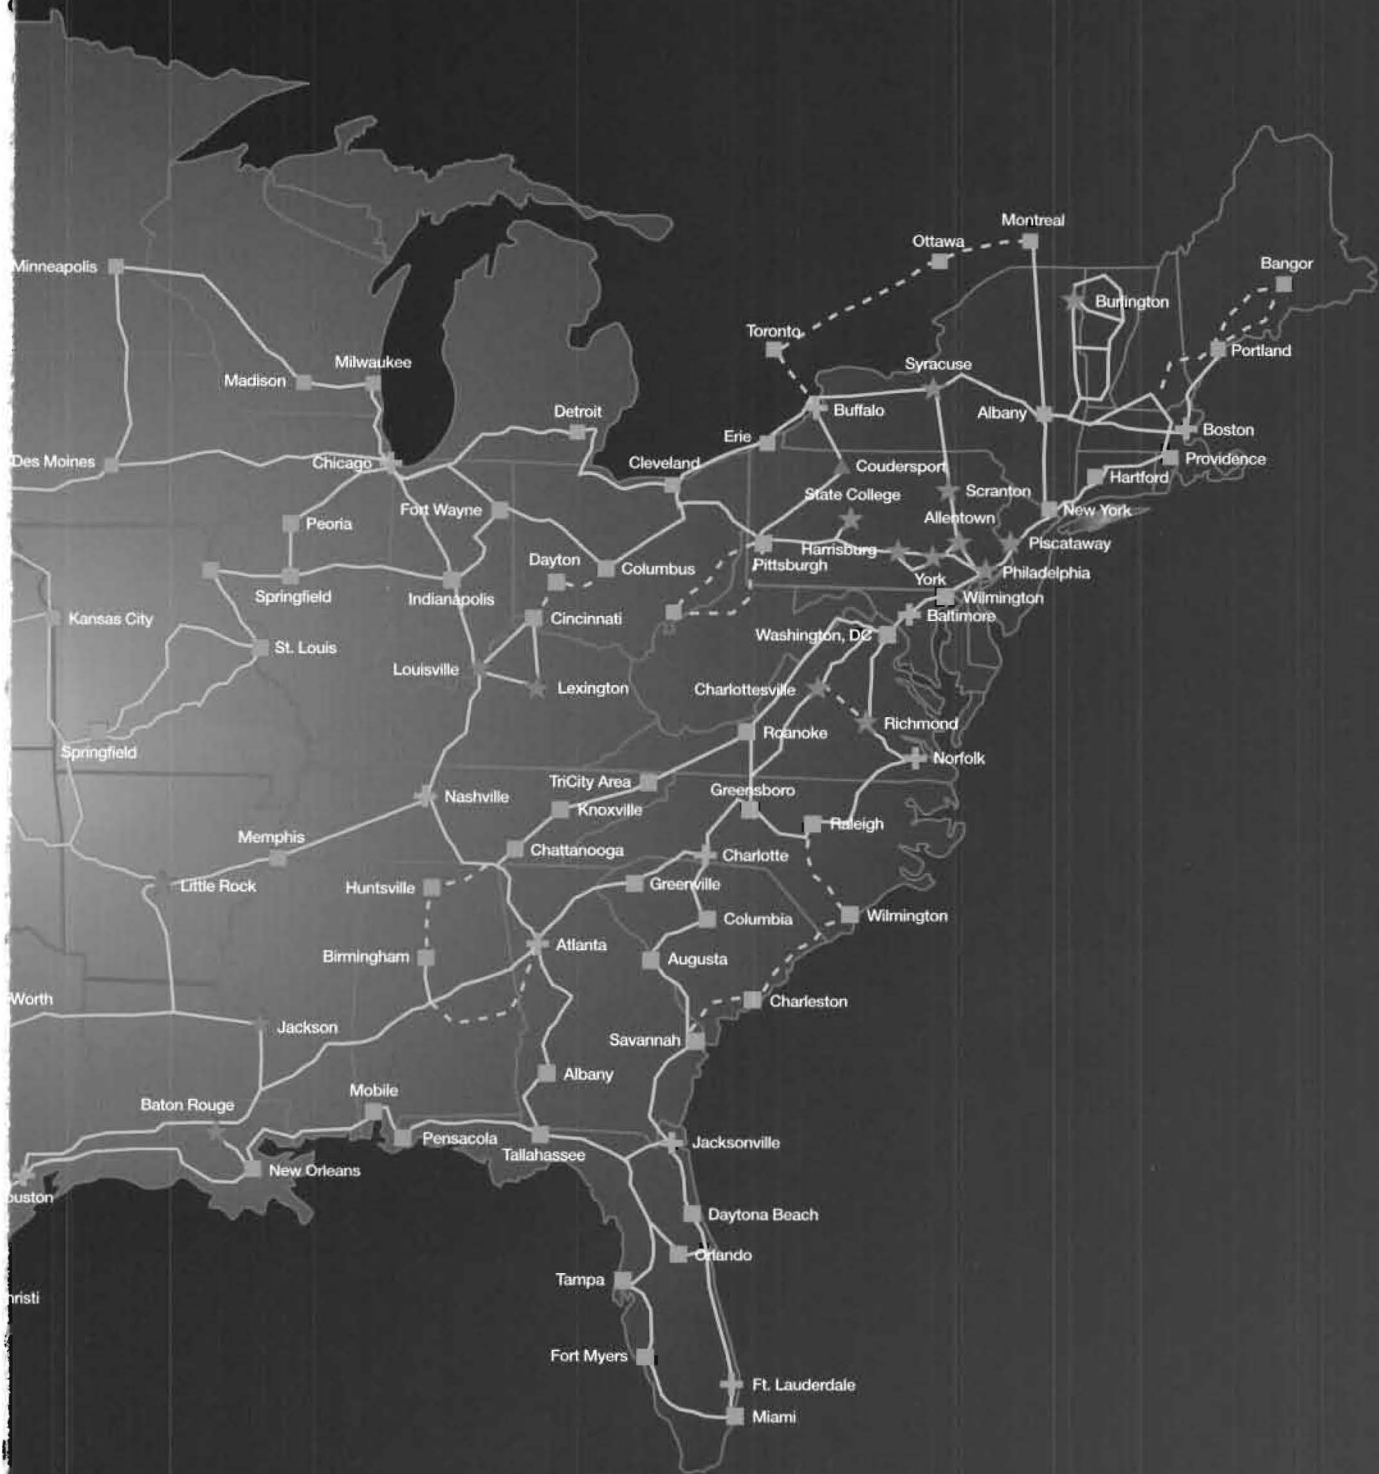 Montreal
Ottawa
Minneapolis
Bangor
Burlington
Toronto
Portland
Milwaukee
Syracuse
Madison
Detroit
Buffalo
Albany
Boston
Erie
Des Moines
Chicago
Cleveland
Coudersport
Providence
Hartford
State College
Scranton
Fort Wayne
New York
Peoria
Allentown
Piscataway
Harrisburg
Dayton
Columbus
Pittsburgh
Philadelphia
York
Springfield
Indianapolis
Wilmington
Kansas City
Cincinnati
Baltimore
Washington, DC
St. Louis
Louisville
Lexington
Charlottesville
Richmond
Roanoke
Springfield
Norfolk
TriCity Area
Greensboro
Nashville
Knoxville
Raleigh
Memphis
Chattanooga
Charlotte
Little Rock
Huntsville
Greenville
Columbia
Wilmington
Atlanta
Birmingham
Augusta
Worth
Charleston
Jackson
Savannah
Albany
Mobile
Baton Rouge
Pensacola
Jacksonville
Tallahassee
New Orleans
ouston
Daytona Beach
Orlando
Tampa
hristi
Fort Myers
Ft. Lauderdale
Miami